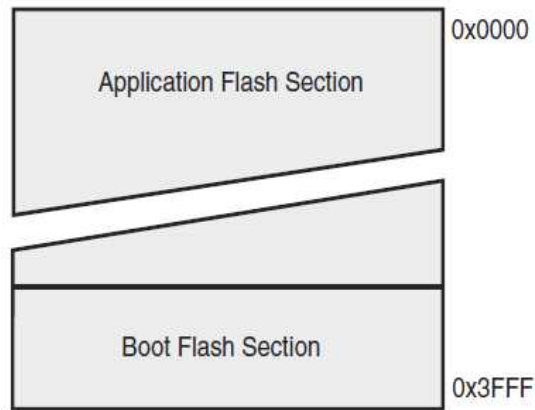 0x0000
Application Flash Section
Boot Flash Section
0x3FFF